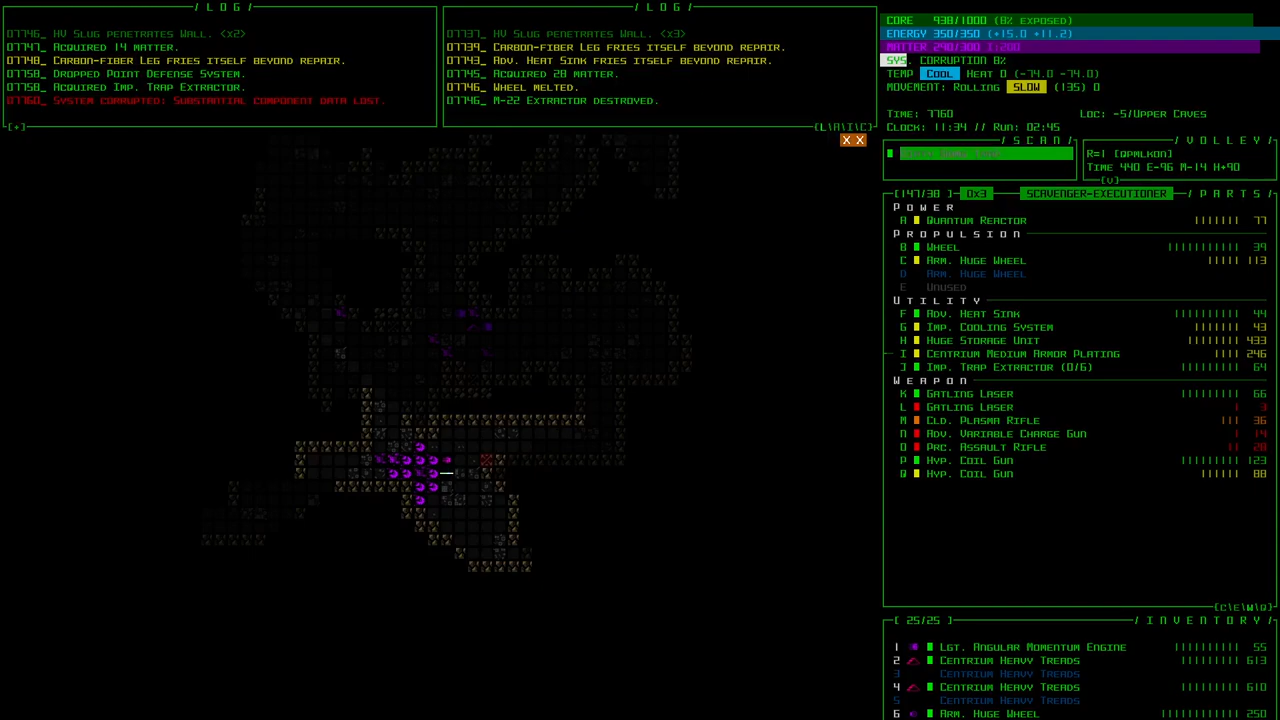 / L O G /
07746_ HV Slug penetrates Wall. <x2>
07747_ Acquired 14 matter.
07748_ Carbon-fiber Leg fries itself beyond repair.
07758_ Dropped Point Defense System.
07758_ Acquired Imp. Trap Extractor.
07760_ System corrupted: Substantial component data lost.
[+]
/ L O G /
07737_ HV Slug penetrates Wall. <x3>
07739_ Carbon-fiber Leg fries itself beyond repair.
07743_ Adv. Heat Sink fries itself beyond repair.
07745_ Acquired 28 matter.
07746_ Wheel melted.
07746_ M-22 Extractor destroyed.
[L\A\I\C]
X X
CORE 938/1000 (8% exposed)
ENERGY 350/350 (+15.0 +11.2)
MATTER 290/300
SYS. CORRUPTION 8%
TEMP Cool HEAT 0 (-74.0 -74.0)
MOVEMENT: Rolling SLOW (135) 0
Time: 7760 Loc: -5/Upper Caves
Clock: 11:34 // Run: 02:45
/ S C A N /
/ V O L L E Y /
R=1 [QPMLKON]
Time 440 E-96 M-14 H+90
[v]
[147/38 ] 0x3 Scavenger-Executioner / P A R T S /
P o w e r
A Quantum Reactor 77
P r o p u l s i o n
B Wheel 39
C Arm. Huge Wheel 113
D Arm. Huge Wheel
E Unused
U t i l i t y
F Adv. Heat Sink 44
G Imp. Cooling System 43
H Huge Storage Unit 433
I Centrium Medium Armor Plating 246
J Imp. Trap Extractor (0/6) 64
W e a p o n
K Gatling Laser 66
L Gatling Laser 3
M Cld. Plasma Rifle 36
N Adv. Variable Charge Gun 14
O Prc. Assault Rifle 28
P Hyp. Coil Gun 123
Q Hyp. Coil Gun 88
[C\E\W\Q]
[ 25/25 ] / I N V E N T O R Y /
1 Lgt. Angular Momentum Engine 55
2 Centrium Heavy Treads 613
3 Centrium Heavy Treads
4 Centrium Heavy Treads 610
5 Centrium Heavy Treads
6 Arm. Huge Wheel 250